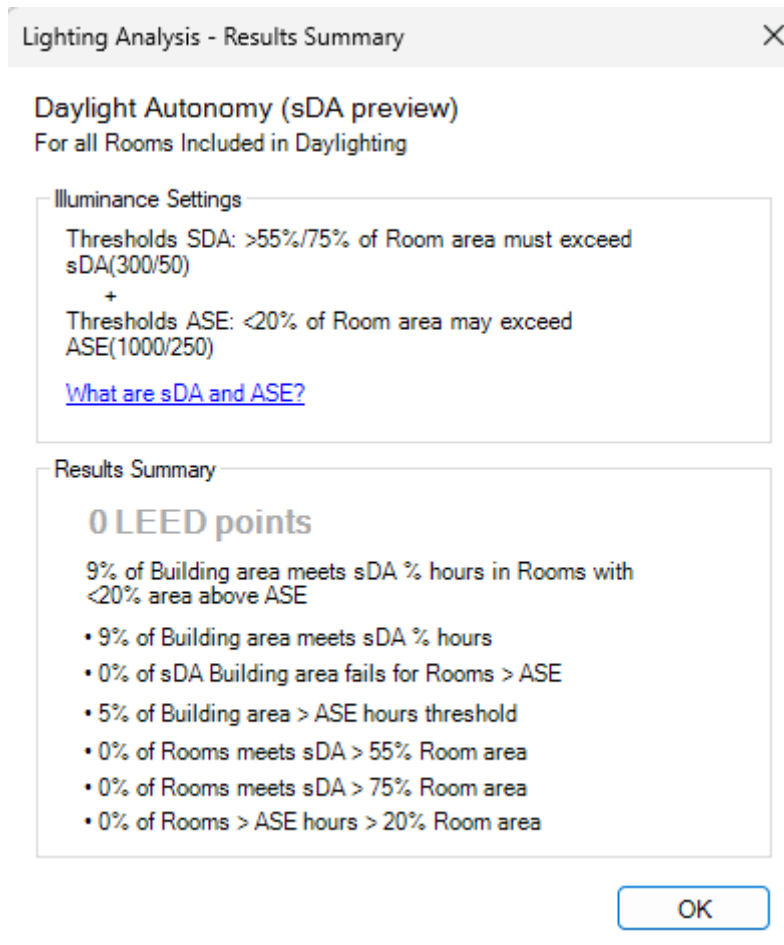 Lighting Analysis - Results Summary
Daylight Autonomy (sDA preview)
For all Rooms Included in Daylighting
Illuminance Settings
Thresholds SDA: >55%/75% of Room area must exceed
sDA(300/50)
+
Thresholds ASE: <20% of Room area may exceed
ASE(1000/250)
What are sDA and ASE?
Results Summary
0 LEED points
9% of Building area meets sDA % hours in Rooms with
<20% area above ASE
• 9% of Building area meets sDA % hours
• 0% of sDA Building area fails for Rooms > ASE
• 5% of Building area > ASE hours threshold
• 0% of Rooms meets sDA > 55% Room area
• 0% of Rooms meets sDA > 75% Room area
• 0% of Rooms > ASE hours > 20% Room area
OK